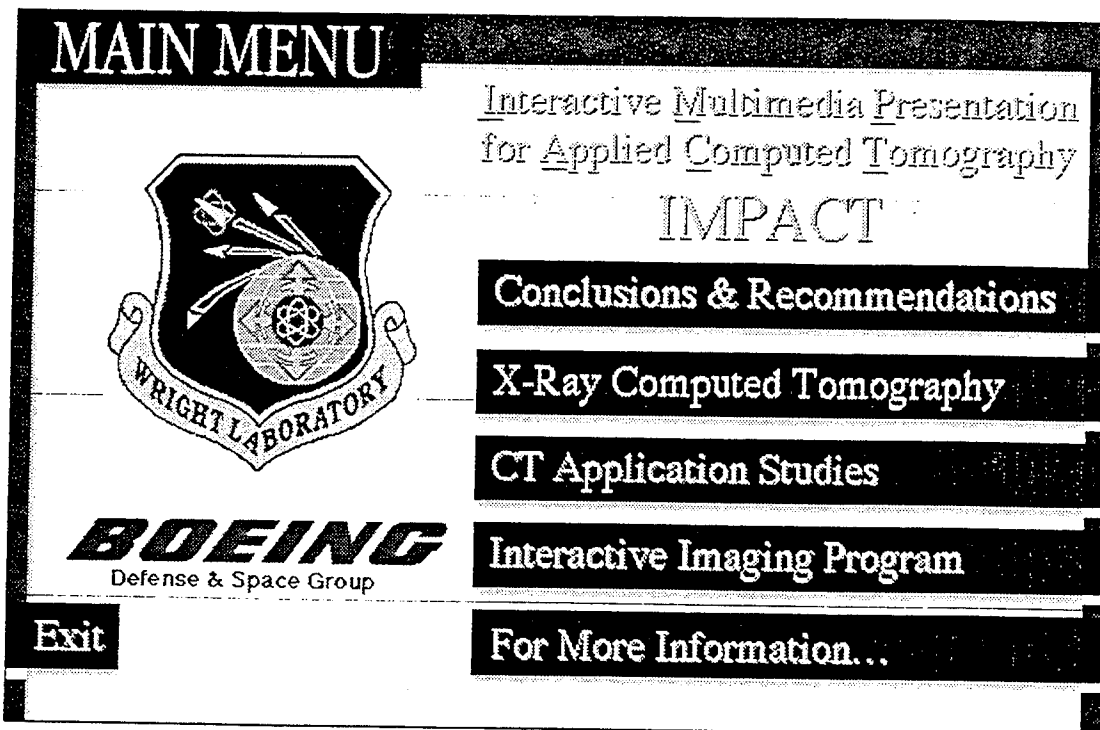 MAIN MENU
Interactive Multimedia Presentation
for Applied Computed Tomography
IMPACT
WRIGHT LABORATORY
BOEING
Defense & Space Group
Conclusions & Recommendations
X-Ray Computed Tomography
CT Application Studies
Interactive Imaging Program
For More Information...
Exit